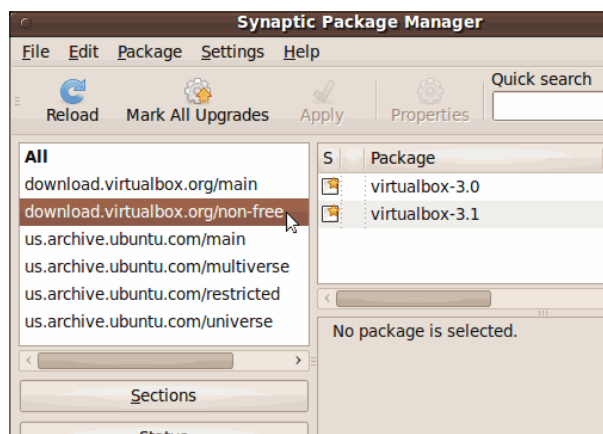 Synaptic Package Manager
File Edit Package Settings Help
Quick search
Reload Mark All Upgrades Apply Properties
All
download.virtualbox.org/main
download.virtualbox.org/non-free
us.archive.ubuntu.com/main
us.archive.ubuntu.com/multiverse
us.archive.ubuntu.com/restricted
us.archive.ubuntu.com/universe
S Package
virtualbox-3.0
virtualbox-3.1
No package is selected.
Sections
Status